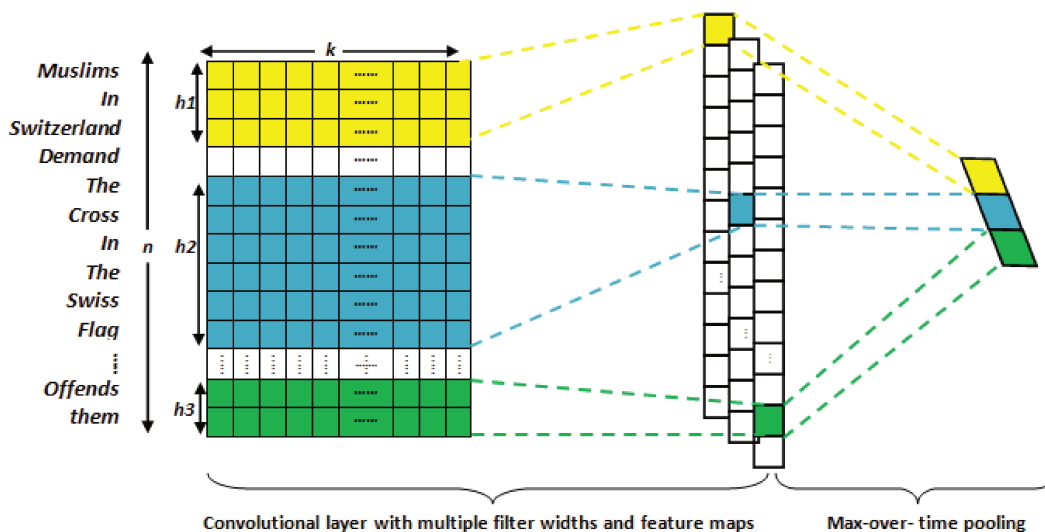 k
Muslims
In
Switzerland
Demand
The
Cross
In
The
Swiss
Flag
Offends
them
n
h1
h2
h3
Convolutional layer with multiple filter widths and feature maps
Max-over- time pooling